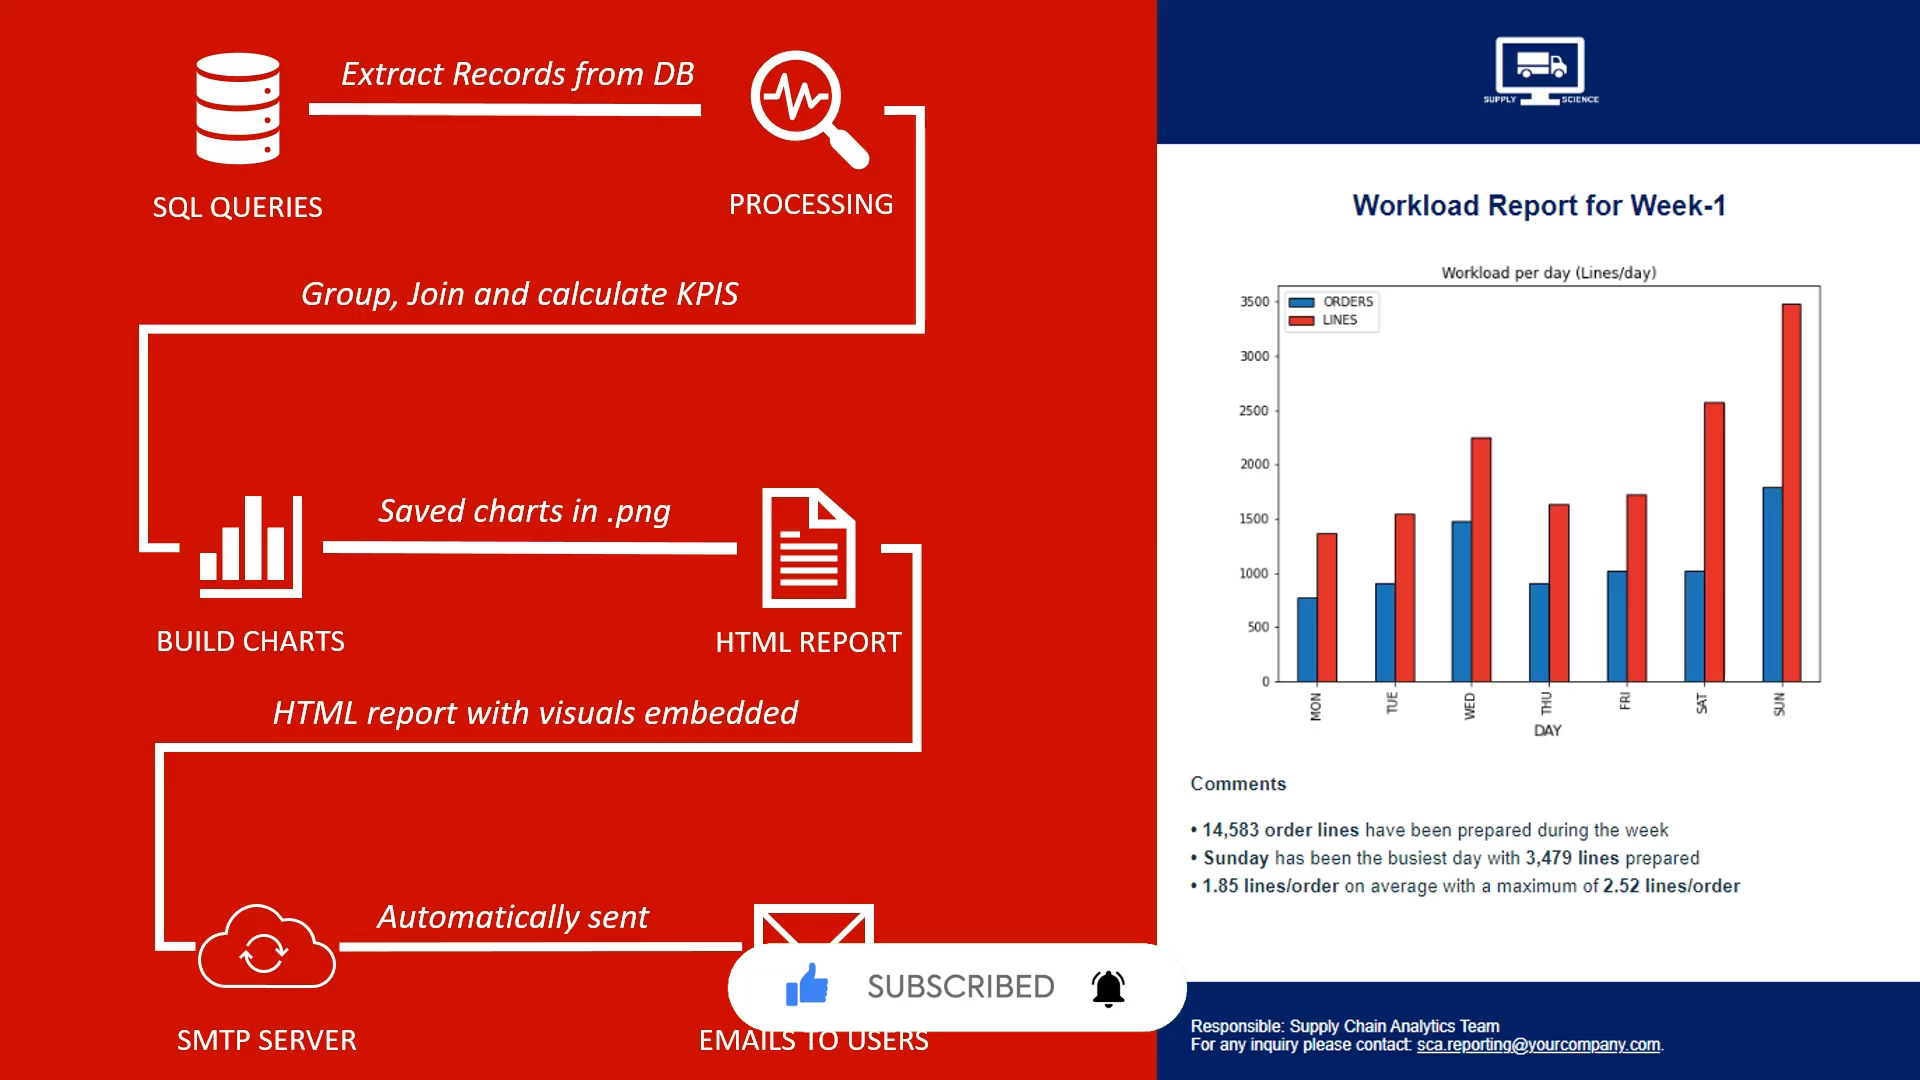 Extract Records from DB
SQL QUERIES
PROCESSING
Group, Join and calculate KPIS
Saved charts in .png
BUILD CHARTS
HTML REPORT
HTML report with visuals embedded
Automatically sent
SMTP SERVER
EMAILS TO USERS
SUBSCRIBED
SUPPLY SCIENCE
Workload Report for Week-1
Workload per day (Lines/day)
ORDERS
LINES
3500
3000
2500
2000
1500
1000
500
0
MON TUE WED THU FRI SAT SUN
DAY
Comments
• 14,583 order lines have been prepared during the week
• Sunday has been the busiest day with 3,479 lines prepared
• 1.85 lines/order on average with a maximum of 2.52 lines/order
Responsible: Supply Chain Analytics Team
For any inquiry please contact: sca.reporting@yourcompany.com.